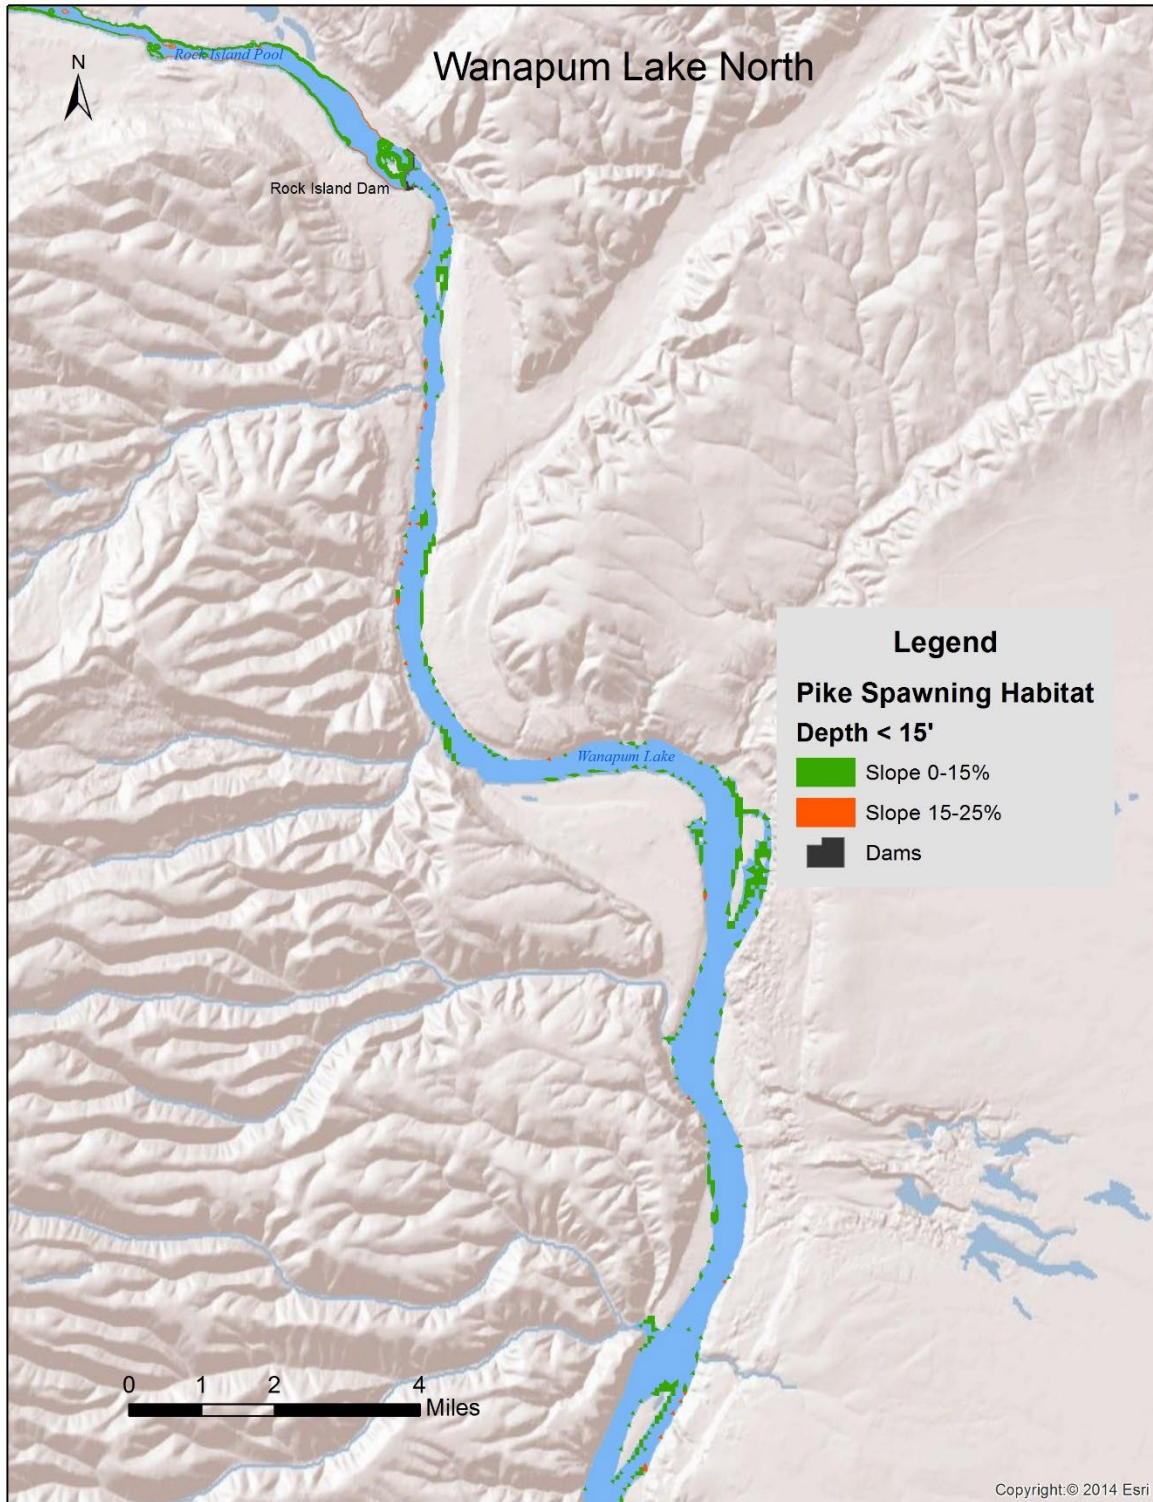 Wanapum Lake North
Rock Island Pool
N
Rock Island Dam
Legend
Pike Spawning Habitat
Depth < 15'
Slope 0-15%
Slope 15-25%
Dams
Wanapum Lake
0 1 2 4
Miles
Copyright:© 2014 Esri